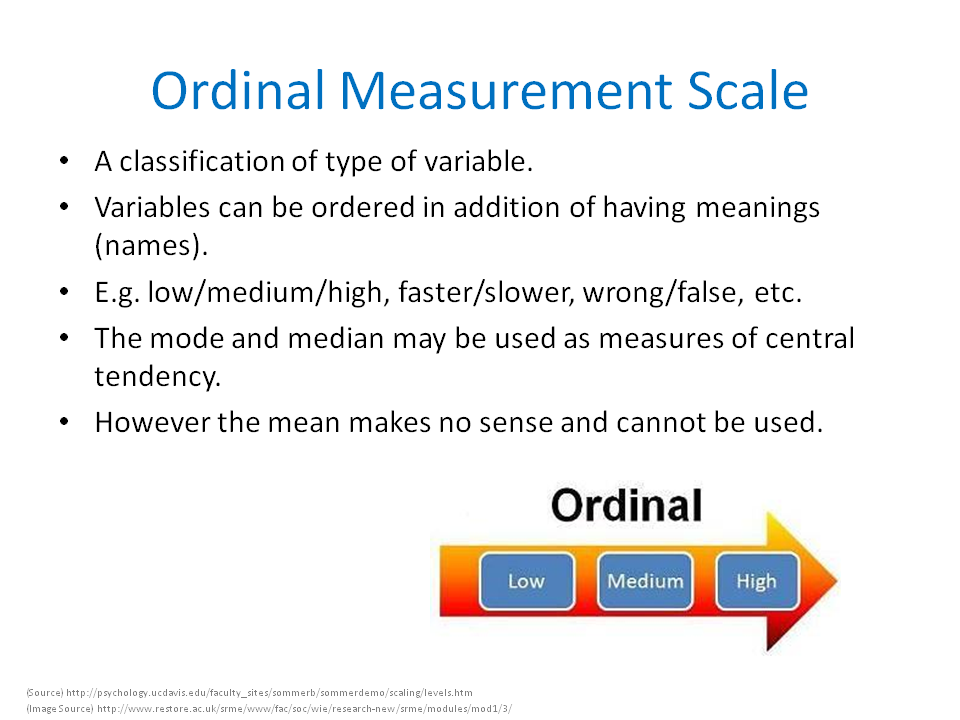 Ordinal Measurement Scale
• A classification of type of variable.
• Variables can be ordered in addition of having meanings
(names).
• E.g. low/medium/high, faster/slower, wrong/false, etc.
• The mode and median may be used as measures of central
tendency.
• However the mean makes no sense and cannot be used.
Ordinal
Low Medium High
(Source) http://psychology.ucdavis.edu/faculty_sites/sommerb/sommerdemo/scaling/levels.htm
(Image Source) http://www.restore.ac.uk/srme/www/fac/soc/wie/research-new/srme/modules/mod1/3/